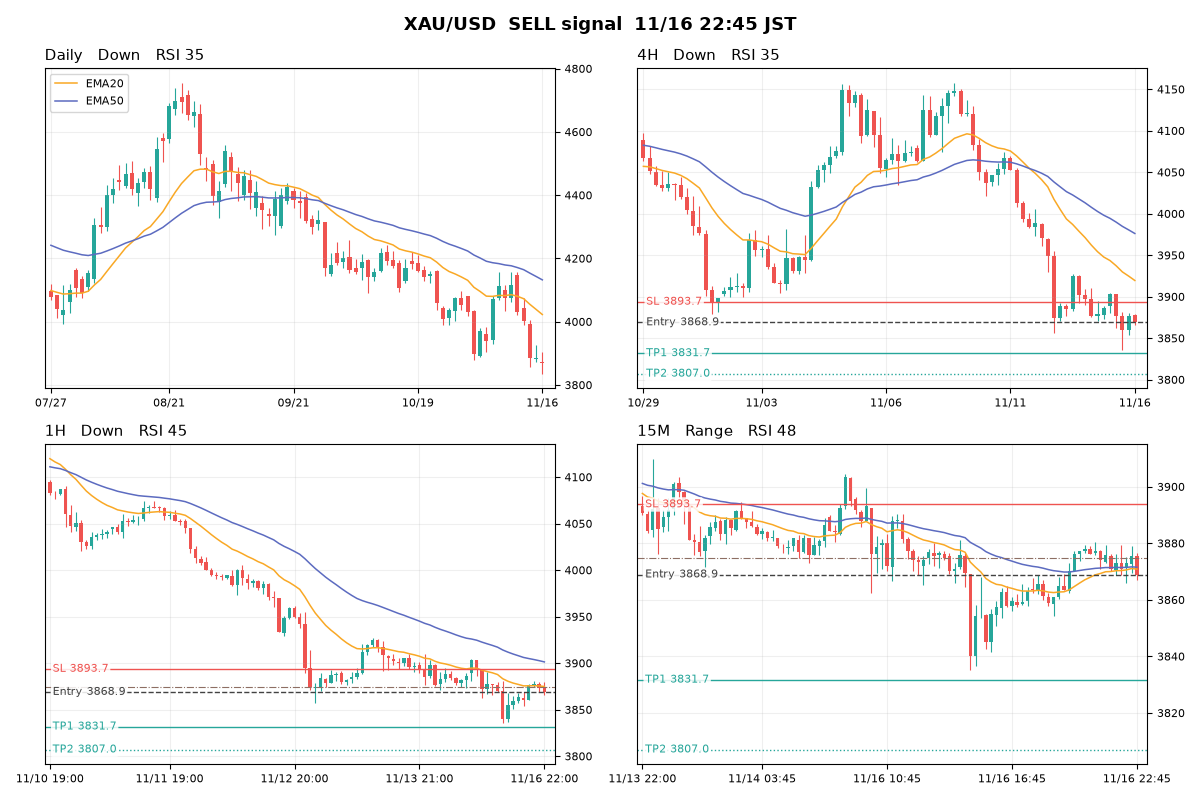 XAU/USD  SELL signal  11/16 22:45 JST
Daily   Down   RSI 35
EMA20
EMA50
4800
4600
4400
4200
4000
3800
07/27
08/21
09/21
10/19
11/16
4H   Down   RSI 35
4150
4100
4050
4000
3950
3900
3850
3800
SL 3893.7
Entry 3868.9
TP1 3831.7
TP2 3807.0
10/29
11/03
11/06
11/11
11/16
1H   Down   RSI 45
4100
4050
4000
3950
3900
3850
3800
SL 3893.7
Entry 3868.9
TP1 3831.7
TP2 3807.0
11/10 19:00
11/11 19:00
11/12 20:00
11/13 21:00
11/16 22:00
15M   Range   RSI 48
3900
3880
3860
3840
3820
SL 3893.7
Entry 3868.9
TP1 3831.7
TP2 3807.0
11/13 22:00
11/14 03:45
11/16 10:45
11/16 16:45
11/16 22:45